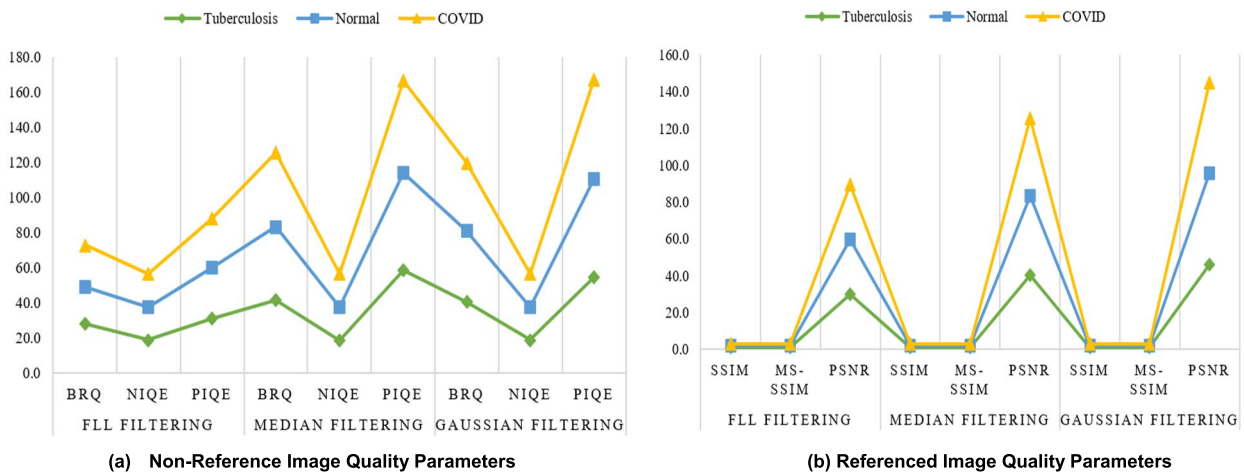 Tuberculosis Normal COVID
180.0
160.0
140.0
120.0
100.0
80.0
60.0
40.0
20.0
0.0
BRQ NIQE PIQE BRQ NIQE PIQE BRQ NIQE PIQE
FLL FILTERING MEDIAN FILTERING GAUSSIAN FILTERING
(a) Non-Reference Image Quality Parameters
Tuberculosis Normal COVID
160.0
140.0
120.0
100.0
80.0
60.0
40.0
20.0
0.0
SSIM MS-SSIM PSNR SSIM MS-SSIM PSNR SSIM MS-SSIM PSNR
FLL FILTERING MEDIAN FILTERING GAUSSIAN FILTERING
(b) Referenced Image Quality Parameters